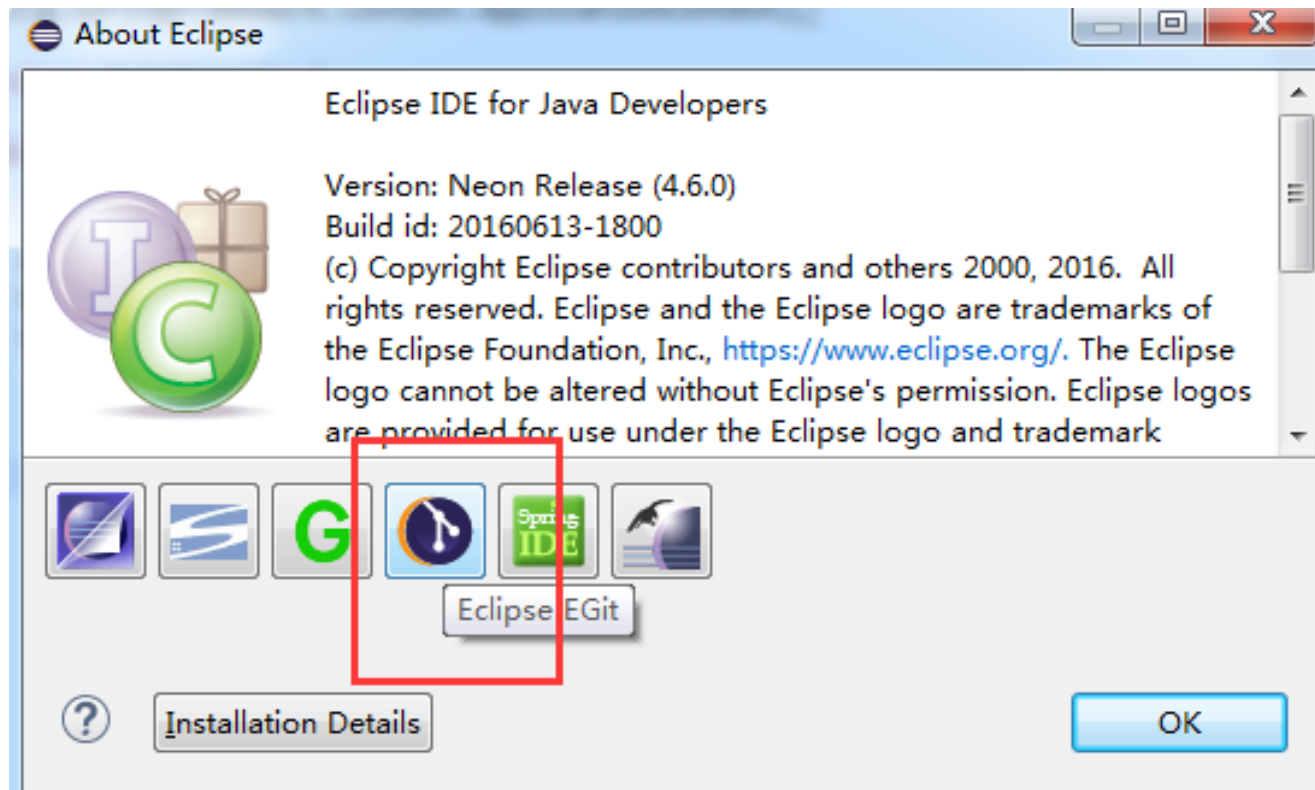 About Eclipse
Eclipse IDE for Java Developers
Version: Neon Release (4.6.0)
Build id: 20160613-1800
(c) Copyright Eclipse contributors and others 2000, 2016.  All
rights reserved. Eclipse and the Eclipse logo are trademarks of
the Eclipse Foundation, Inc., https://www.eclipse.org/. The Eclipse
logo cannot be altered without Eclipse's permission. Eclipse logos
are provided for use under the Eclipse logo and trademark
I
C
G
Spring
IDE
Eclipse EGit
?
Installation Details
OK